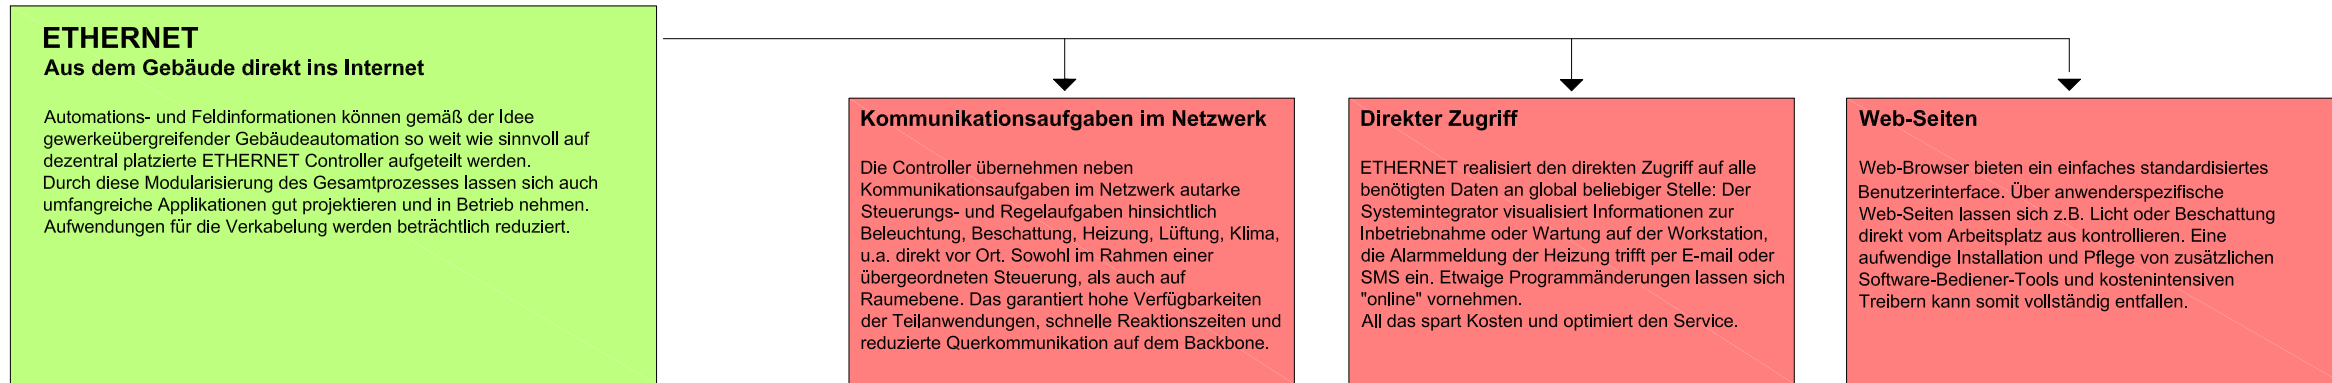 ETHERNET
Aus dem Gebäude direkt ins Internet
Automations- und Feldinformationen können gemäß der Idee
gewerkeübergreifender Gebäudeautomation so weit wie sinnvoll auf
dezentral platzierte ETHERNET Controller aufgeteilt werden.
Durch diese Modularisierung des Gesamtprozesses lassen sich auch
umfangreiche Applikationen gut projektieren und in Betrieb nehmen.
Aufwendungen für die Verkabelung werden beträchtlich reduziert.
Kommunikationsaufgaben im Netzwerk
Die Controller übernehmen neben
Kommunikationsaufgaben im Netzwerk autarke
Steuerungs- und Regelaufgaben hinsichtlich
Beleuchtung, Beschattung, Heizung, Lüftung, Klima,
u.a. direkt vor Ort. Sowohl im Rahmen einer
übergeordneten Steuerung, als auch auf
Raumebene. Das garantiert hohe Verfügbarkeiten
der Teilanwendungen, schnelle Reaktionszeiten und
reduzierte Querkommunikation auf dem Backbone.
Direkter Zugriff
ETHERNET realisiert den direkten Zugriff auf alle
benötigten Daten an global beliebiger Stelle: Der
Systemintegrator visualisiert Informationen zur
Inbetriebnahme oder Wartung auf der Workstation,
die Alarmmeldung der Heizung trifft per E-mail oder
SMS ein. Etwaige Programmänderungen lassen sich
"online" vornehmen.
All das spart Kosten und optimiert den Service.
Web-Seiten
Web-Browser bieten ein einfaches standardisiertes
Benutzerinterface. Über anwenderspezifische
Web-Seiten lassen sich z.B. Licht oder Beschattung
direkt vom Arbeitsplatz aus kontrollieren. Eine
aufwendige Installation und Pflege von zusätzlichen
Software-Bediener-Tools und kostenintensiven
Treibern kann somit vollständig entfallen.